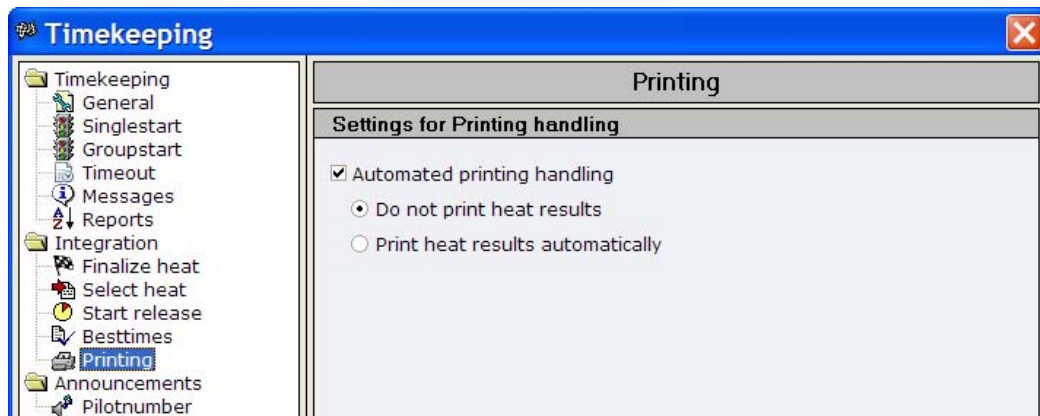 Timekeeping
Timekeeping
General
Singlestart
Groupstart
Timeout
Messages
Reports
Integration
Finalize heat
Select heat
Start release
Besttimes
Printing
Announcements
Pilotnumber
Printing
Settings for Printing handling
Automated printing handling
Do not print heat results
Print heat results automatically